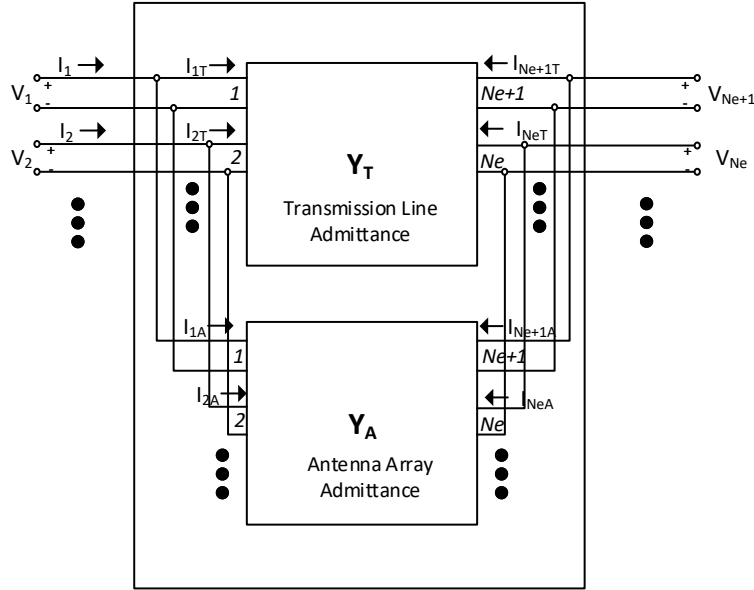 I1
I1T
INe+1T
+
1
Ne+1
+
V1
-
-
VNe+1
I2
I2T
INeT
+
2
Ne
+
V2
-
-
VNe
YT
Transmission Line
Admittance
I1A
INe+1A
1
Ne+1
I2A
INeA
2
Ne
YA
Antenna Array
Admittance